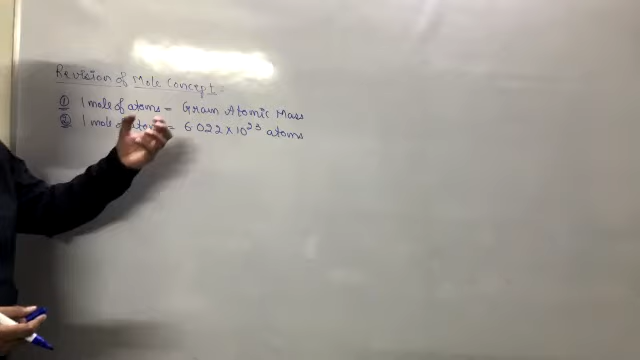 Revision of Mole Concept:
① 1 mole of atoms = Gram Atomic Mass
② 1 mole of atoms = 6.022 × 10²³ atoms